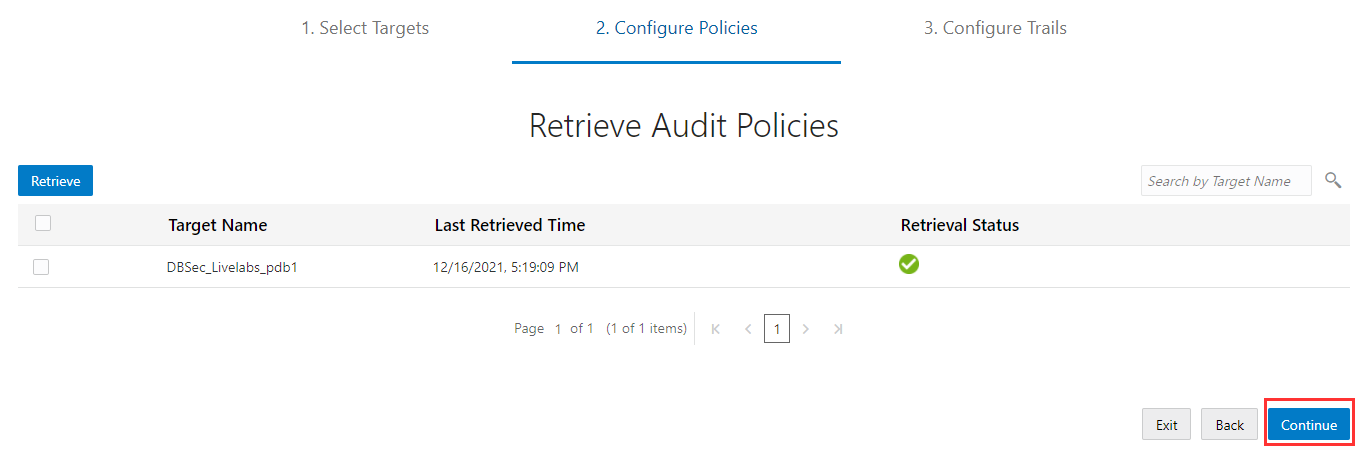 1. Select Targets 2. Configure Policies 3. Configure Trails
Retrieve Audit Policies
Retrieve Search by Target Name
Target Name Last Retrieved Time Retrieval Status
DBSec_Livelabs_pdb1 12/16/2021, 5:19:09 PM
Page 1 of 1 (1 of 1 items) 1
Exit Back Continue